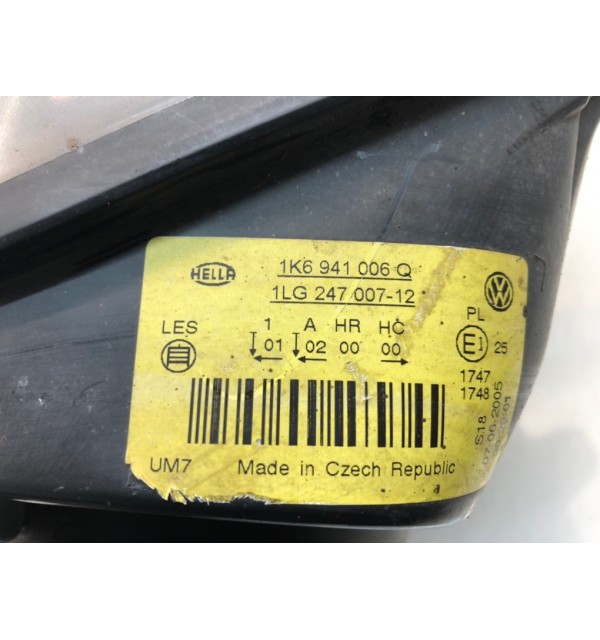 HELLA
1K6 941 006 Q
1LG 247 007-12
LES
1 A HR HC
01 02 00 00
PL
E1 25
1747
1748
S18
07.06.2005
UM7 Made in Czech Republic